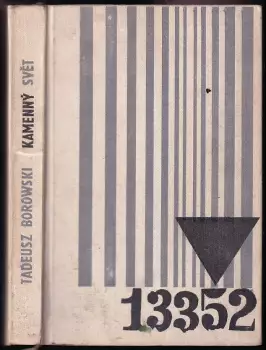 TADEUSZ BOROWSKI KAMENNÝ SVĚT
13352